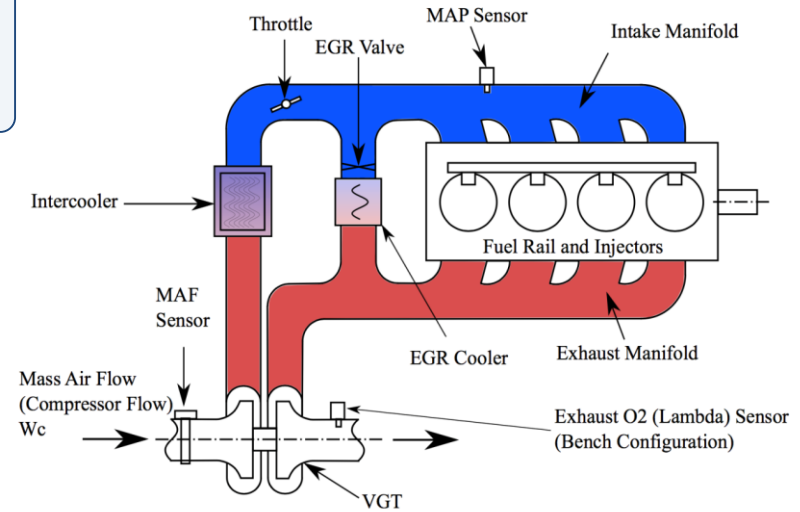 Throttle
EGR Valve
MAP Sensor
Intake Manifold
Intercooler
Fuel Rail and Injectors
MAF
Sensor
EGR Cooler
Exhaust Manifold
Mass Air Flow
(Compressor Flow)
Wc
Exhaust O2 (Lambda) Sensor
(Bench Configuration)
VGT